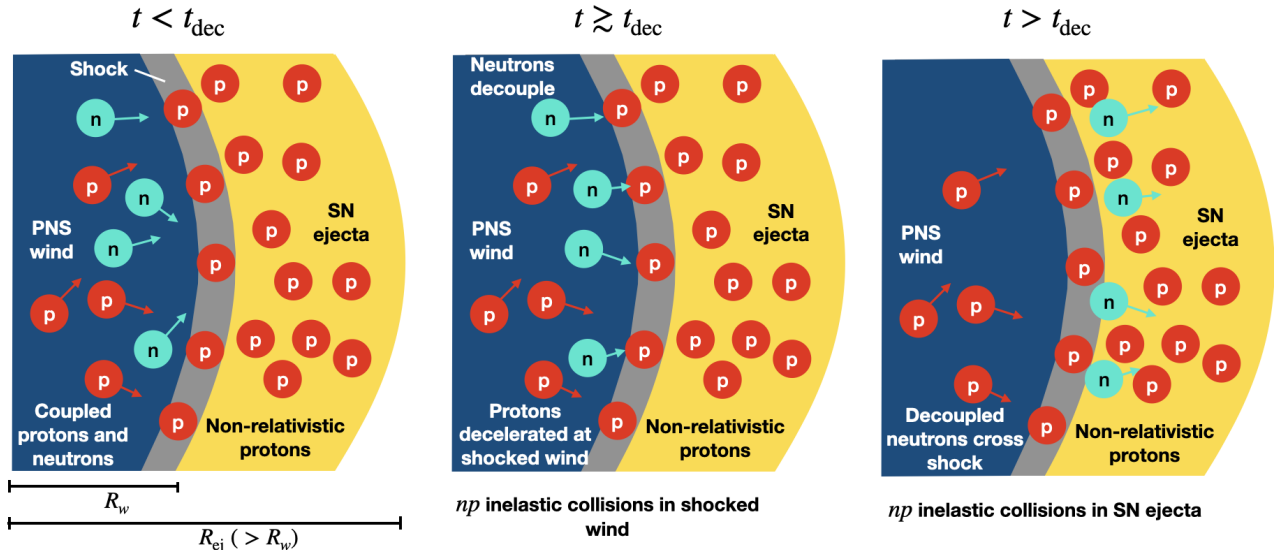 t < t_dec
Shock
n
p
p
p
p
p
n
p
p
p
PNS
wind
n
SN
ejecta
p
p
p
p
p
p
p
n
p
p
p
p
p
p
Coupled
protons and
neutrons
p
Non-relativistic
protons
R_w
R_ej ( > R_w)
t ≳ t_dec
Neutrons
decouple
n
p
p
p
p
p
n
p
p
p
PNS
wind
n
SN
ejecta
p
p
p
p
p
p
p
n
p
p
p
p
p
p
Protons
decelerated at
shocked wind
p
Non-relativistic
protons
np inelastic collisions in shocked
wind
t > t_dec
p
p
n
p
p
p
p
p
n
PNS
wind
p
SN
ejecta
p
p
p
n
p
p
p
p
p
p
p
p
n
p
Decoupled
neutrons cross
shock
p
Non-relativistic
protons
np inelastic collisions in SN ejecta